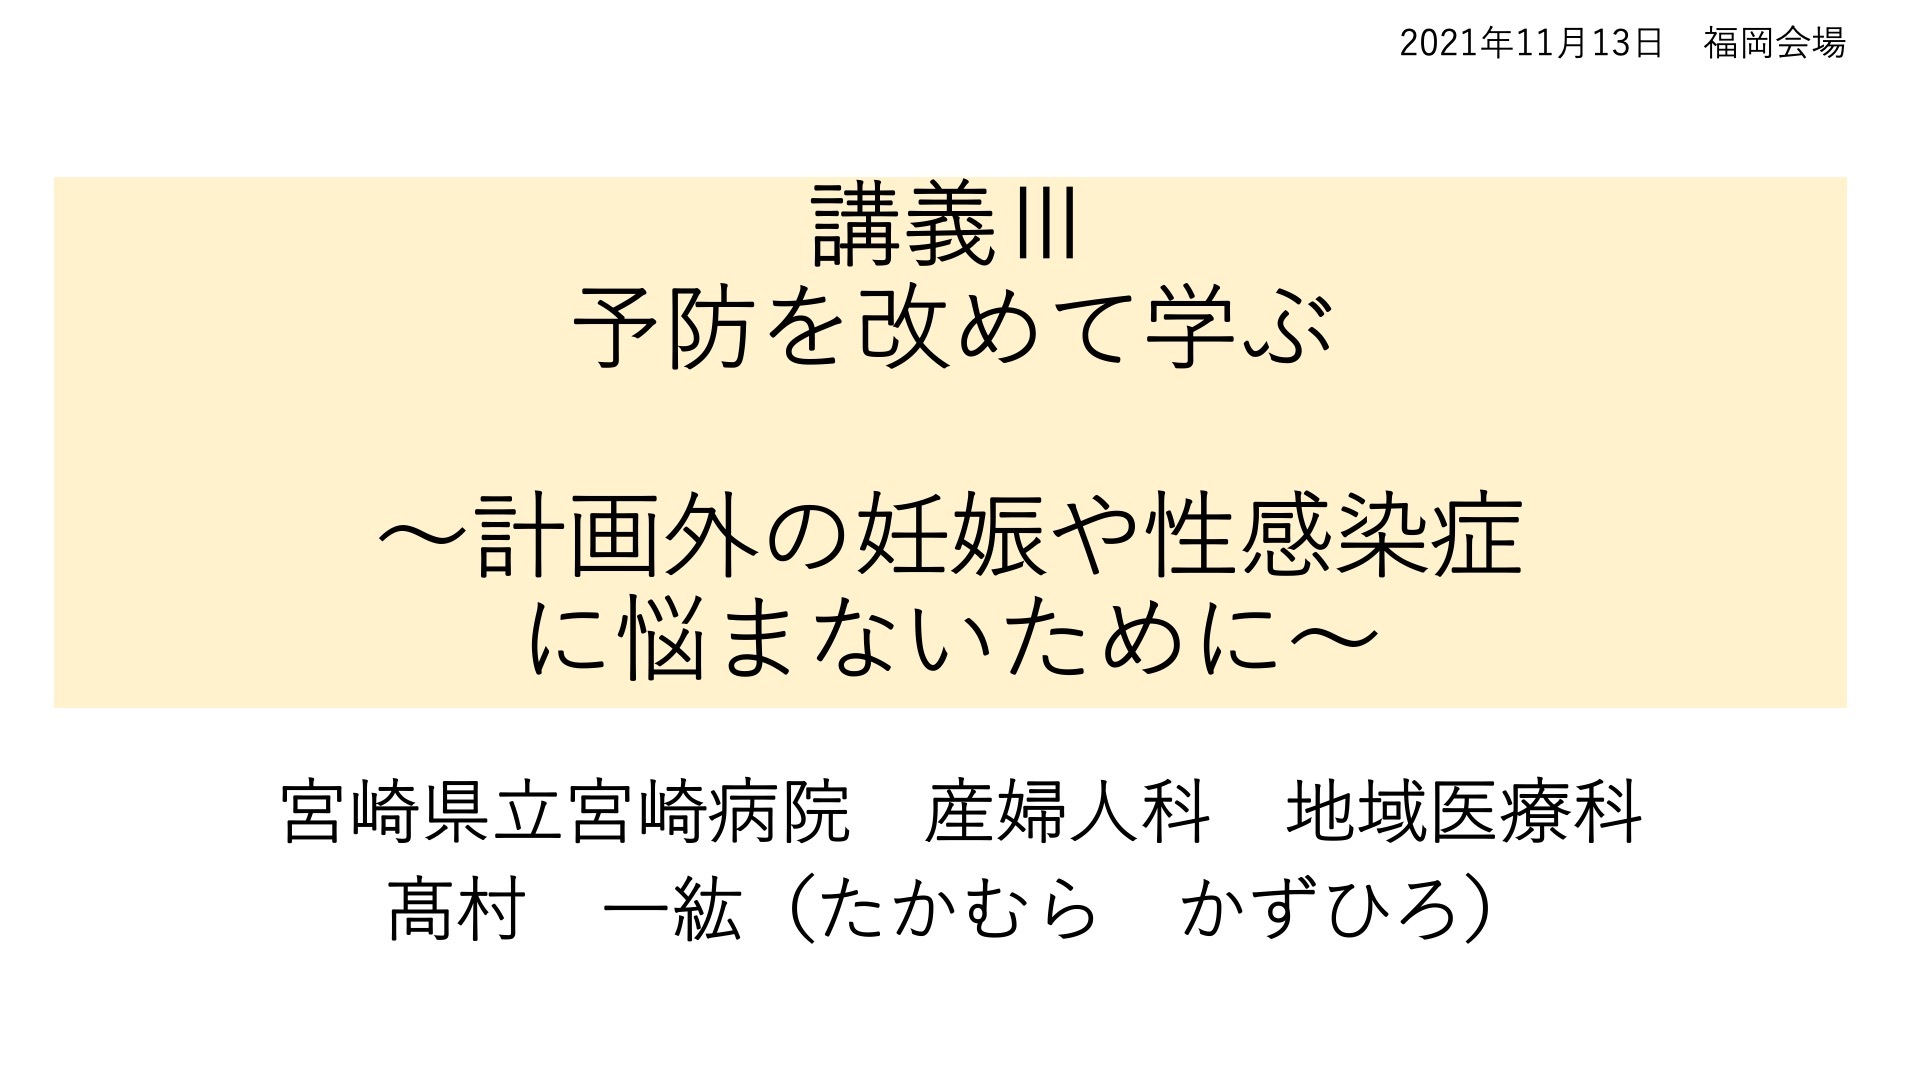 2021年11月13日　福岡会場
講義Ⅲ
予防を改めて学ぶ
～計画外の妊娠や性感染症
に悩まないために～
宮崎県立宮崎病院　産婦人科　地域医療科
髙村　一紘（たかむら　かずひろ）